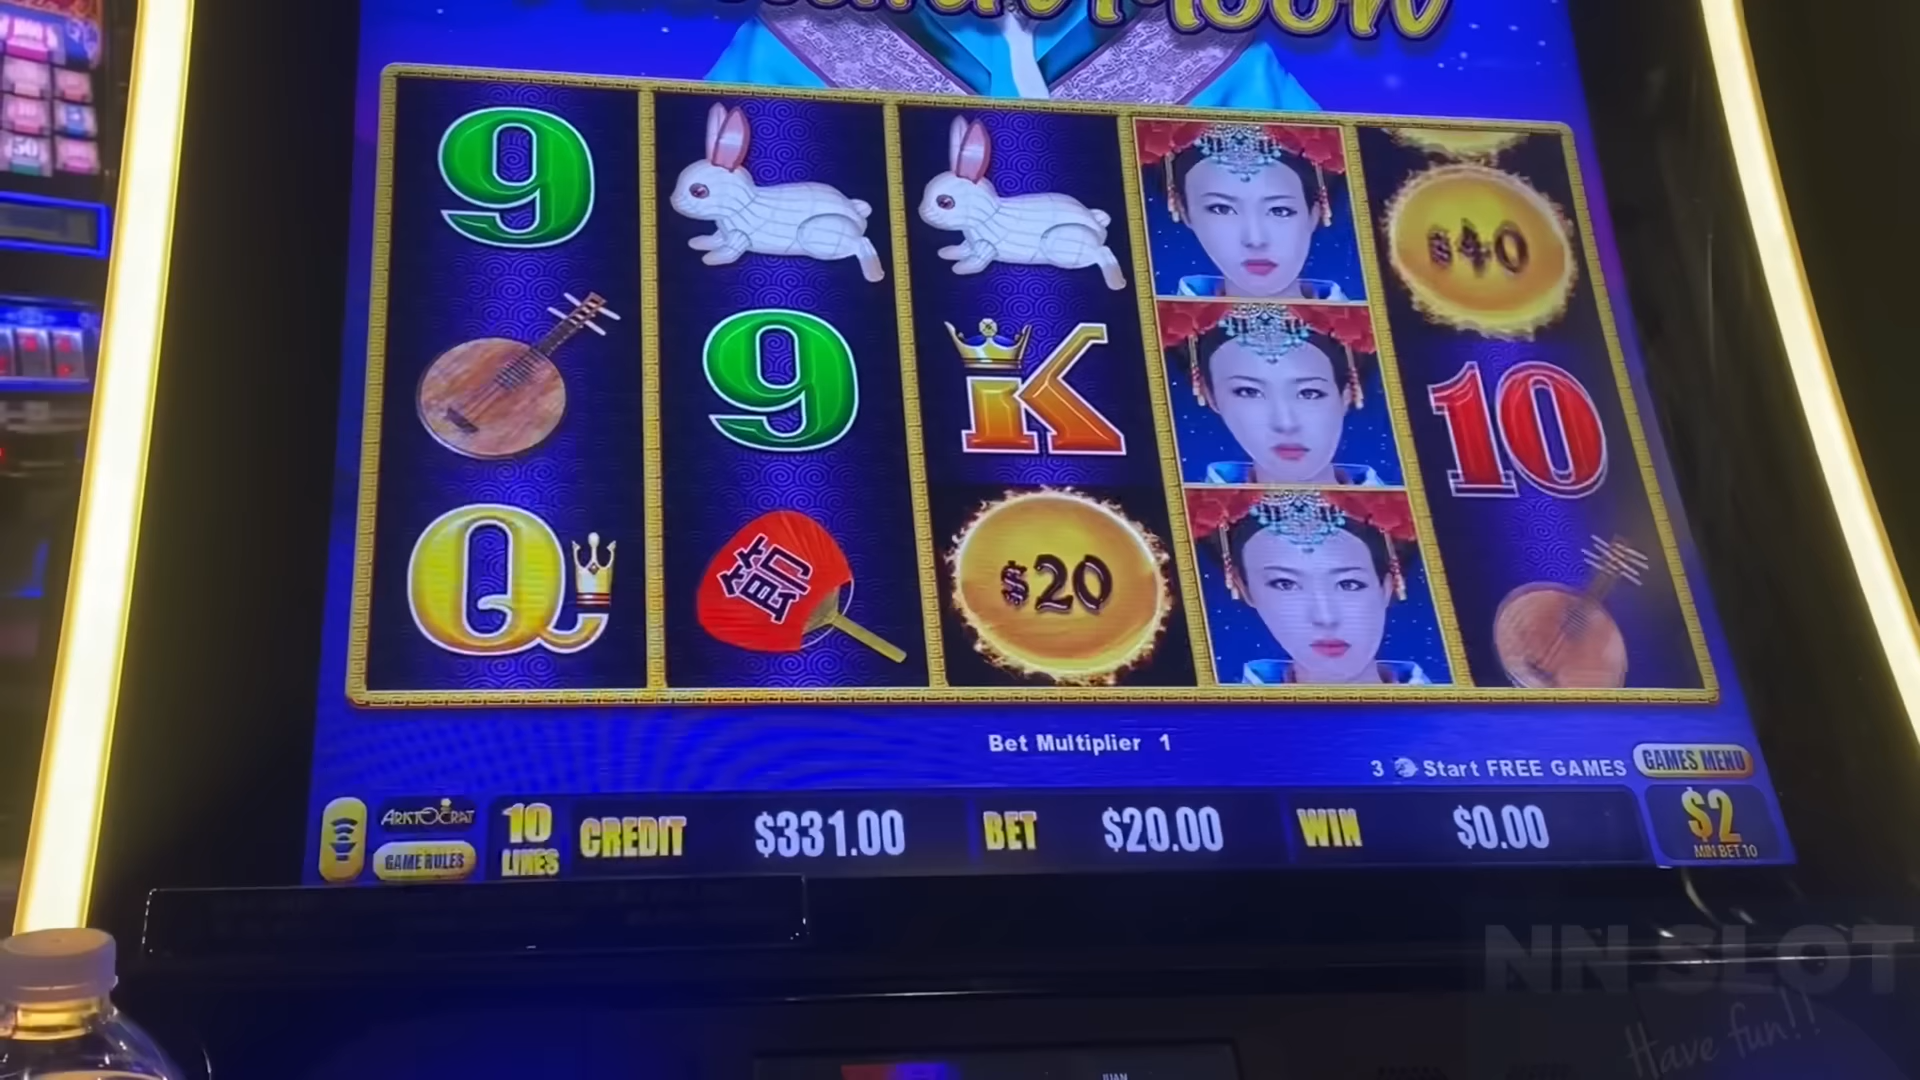 Moon
9
$40
9
K
10
Q
$20
Bet Multiplier 1
3 Start FREE GAMES
GAMES MENU
ARISTOCRAT
GAME RULES
10 LINES
CREDIT $331.00
BET $20.00
WIN $0.00
$2
MIN BET 10
NN SLOT
Have fun!!